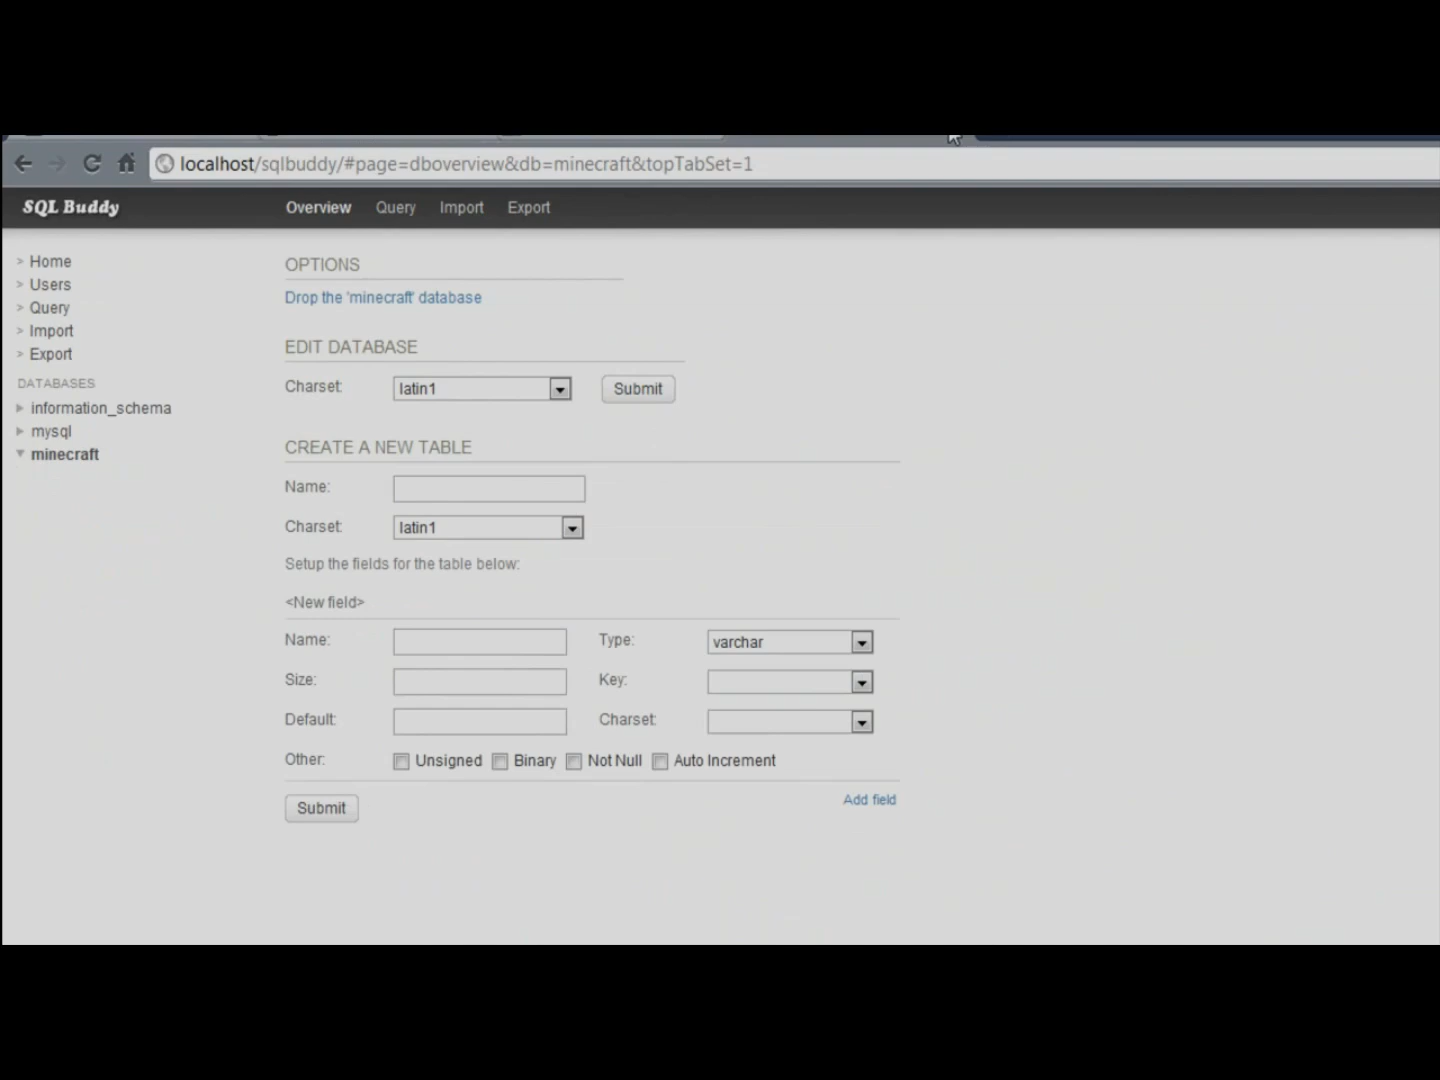 localhost/sqlbuddy/#page=dboverview&db=minecraft&topTabSet=1
SQL Buddy
Overview Query Import Export
> Home
> Users
> Query
> Import
> Export
DATABASES
information_schema
mysql
minecraft
OPTIONS
Drop the 'minecraft' database
EDIT DATABASE
Charset: latin1 Submit
CREATE A NEW TABLE
Name:
Charset: latin1
Setup the fields for the table below:
<New field>
Name: Type: varchar
Size: Key:
Default: Charset:
Other: Unsigned Binary Not Null Auto Increment
Submit Add field